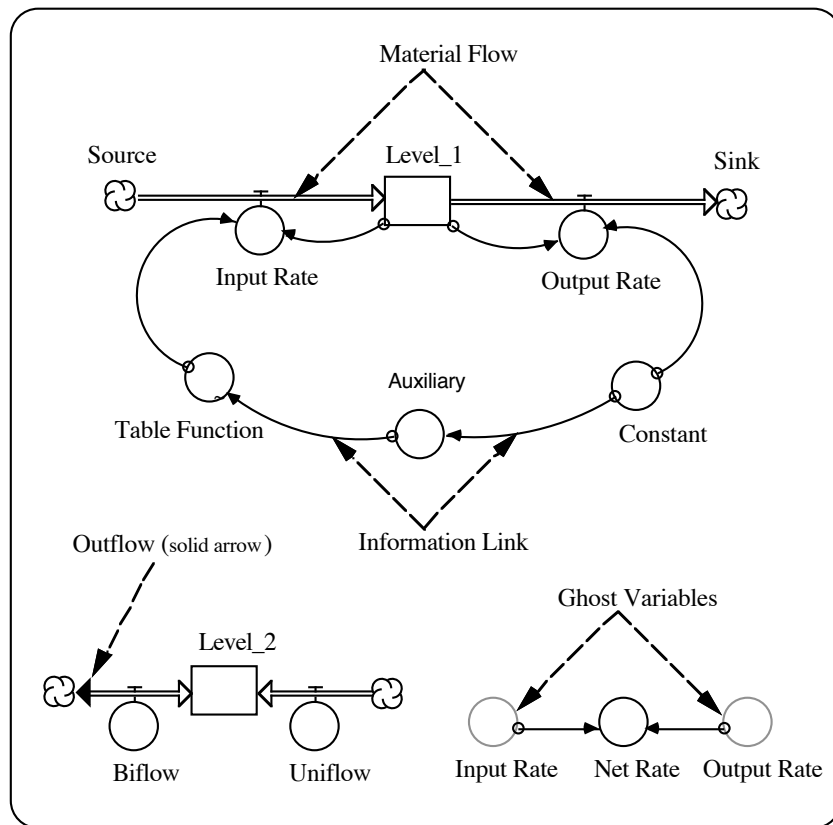 Material Flow
Source
Level_1
Sink
Input Rate
Output Rate
Auxiliary
Table Function
Constant
Information Link
Outflow (solid arrow)
Ghost Variables
Level_2
Biflow
Uniflow
Input Rate
Net Rate
Output Rate